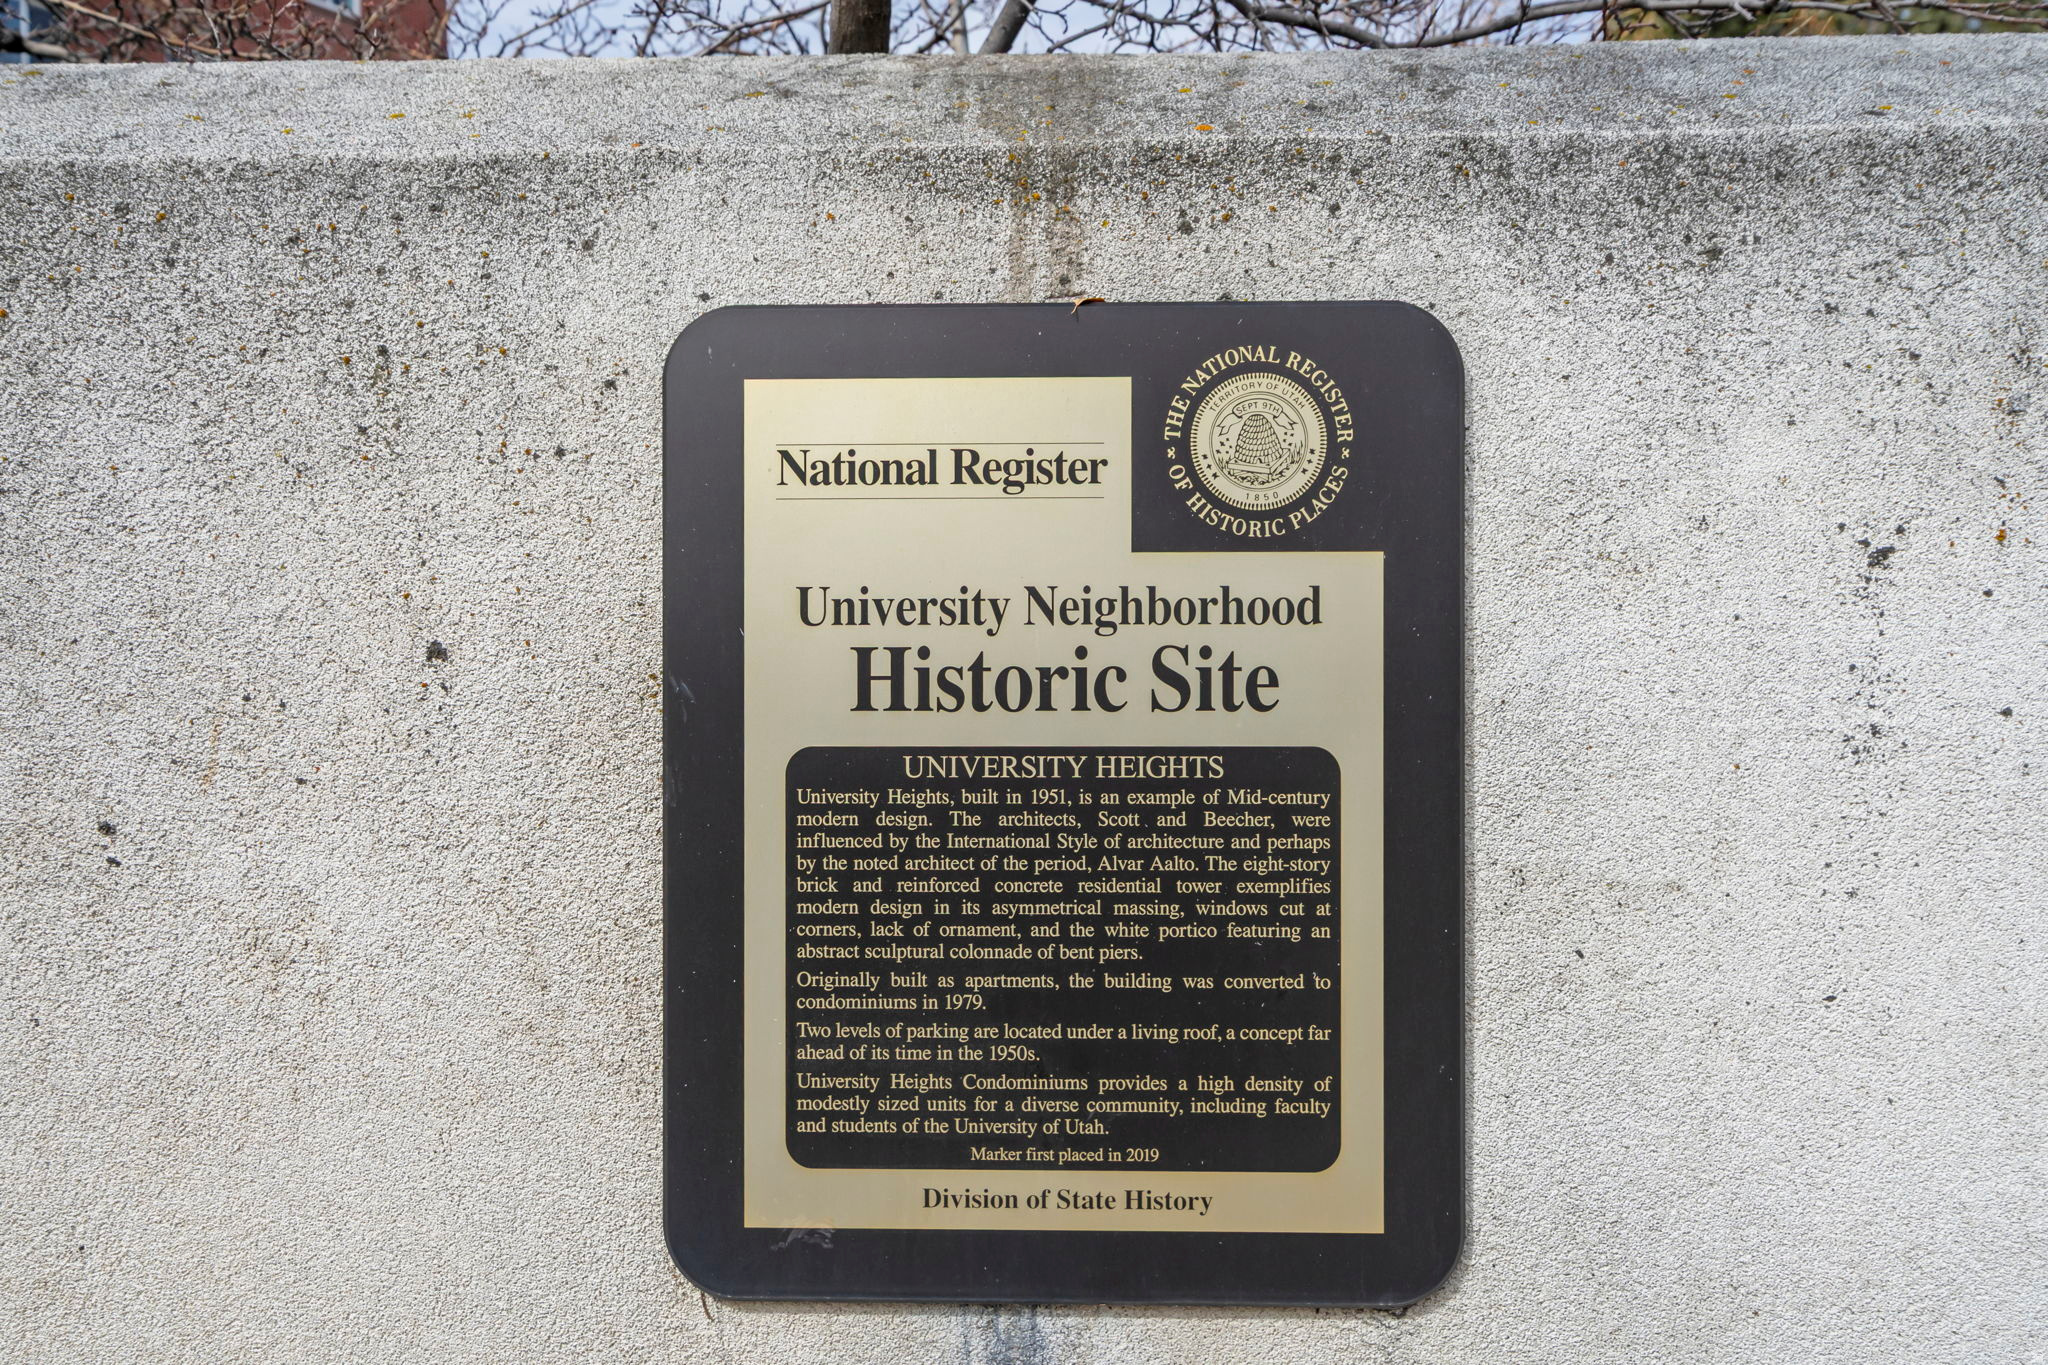 National Register
THE NATIONAL REGISTER
OF HISTORIC PLACES
TERRITORY OF UTAH
SEPT 9TH
1850
University Neighborhood
Historic Site
UNIVERSITY HEIGHTS
University Heights, built in 1951, is an example of Mid-century
modern design. The architects, Scott and Beecher, were
influenced by the International Style of architecture and perhaps
by the noted architect of the period, Alvar Aalto. The eight-story
brick and reinforced concrete residential tower exemplifies
modern design in its asymmetrical massing, windows cut at
corners, lack of ornament, and the white portico featuring an
abstract sculptural colonnade of bent piers.
Originally built as apartments, the building was converted to
condominiums in 1979.
Two levels of parking are located under a living roof, a concept far
ahead of its time in the 1950s.
University Heights Condominiums provides a high density of
modestly sized units for a diverse community, including faculty
and students of the University of Utah.
Marker first placed in 2019
Division of State History